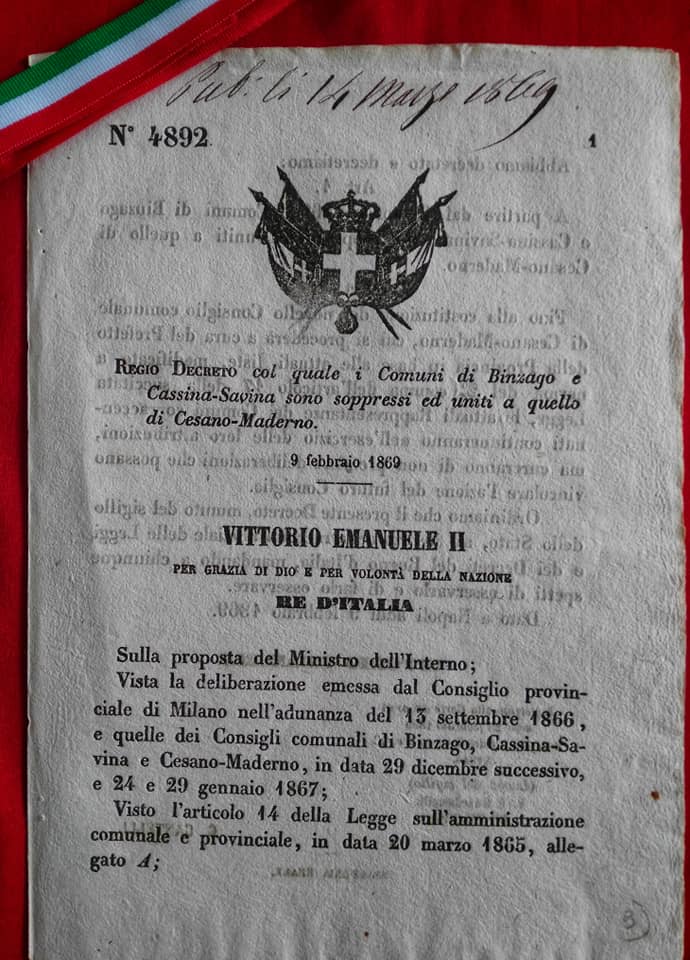 Pub. li 14 Marzo 1869
N° 4892
1
REGIO DECRETO col quale i Comuni di Binzago e
Cassina-Savina sono soppressi ed uniti a quello
di Cesano-Maderno.
9 febbraio 1869
VITTORIO EMANUELE II
PER GRAZIA DI DIO E PER VOLONTÀ DELLA NAZIONE
RE D'ITALIA
Sulla proposta del Ministro dell'Interno;
Vista la deliberazione emessa dal Consiglio provin-
ciale di Milano nell'adunanza del 13 settembre 1866,
e quelle dei Consigli comunali di Binzago, Cassina-Sa-
vina e Cesano-Maderno, in data 29 dicembre successivo,
e 24 e 29 gennaio 1867;
Visto l'articolo 14 della Legge sull'amministrazione
comunale e provinciale, in data 20 marzo 1865, alle-
gato A;
3